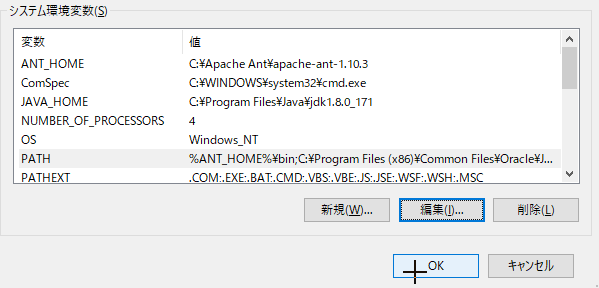 システム環境変数(S)
変数 値
ANT_HOME C:¥Apache Ant¥apache-ant-1.10.3
ComSpec C:¥WINDOWS¥system32¥cmd.exe
JAVA_HOME C:¥Program Files¥Java¥jdk1.8.0_171
NUMBER_OF_PROCESSORS 4
OS Windows_NT
PATH %ANT_HOME%¥bin;C:¥Program Files (x86)¥Common Files¥Oracle¥J...
PATHEXT .COM;.EXE;.BAT;.CMD;.VBS;.VBE;.JS;.JSE;.WSF;.WSH;.MSC
新規(W)... 編集(I)... 削除(L)
OK キャンセル